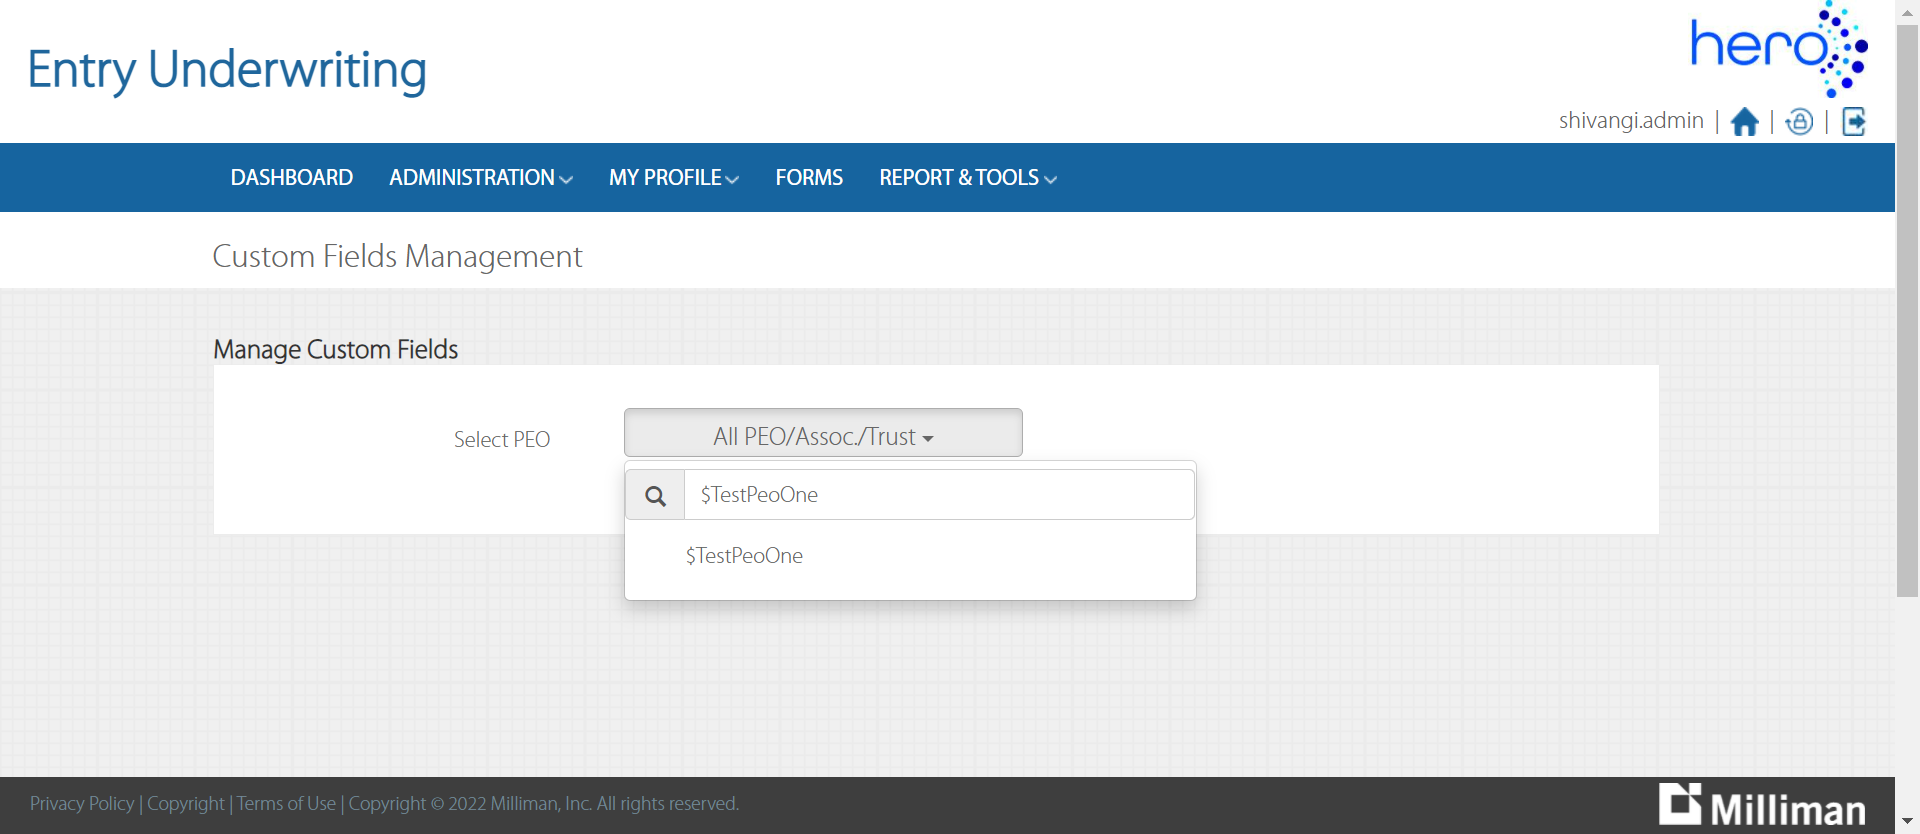 Entry Underwriting
hero
shivangi.admin | | |
DASHBOARD ADMINISTRATION MY PROFILE FORMS REPORT & TOOLS
Custom Fields Management
Manage Custom Fields
Select PEO
All PEO/Assoc./Trust
$TestPeoOne
$TestPeoOne
Privacy Policy | Copyright | Terms of Use | Copyright © 2022 Milliman, Inc. All rights reserved.
Milliman